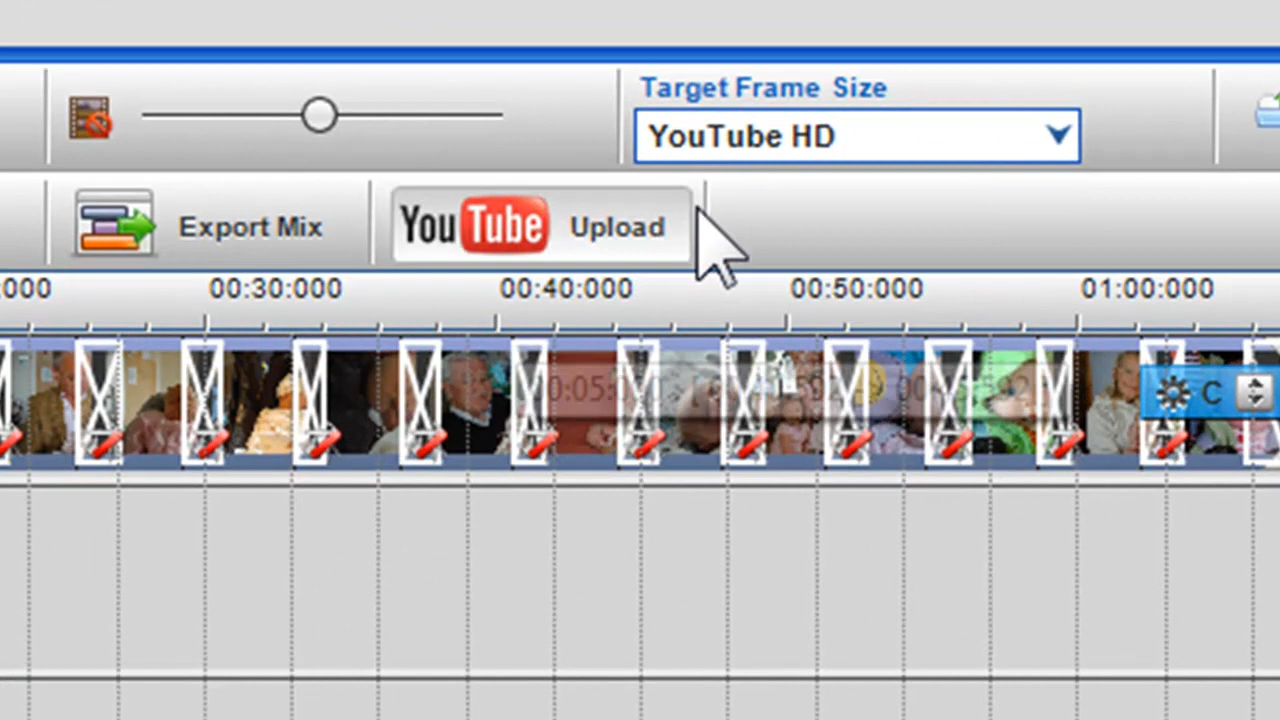 Target Frame Size
YouTube HD
Export Mix
YouTube Upload
:000 00:30:000 00:40:000 00:50:000 01:00:000
C